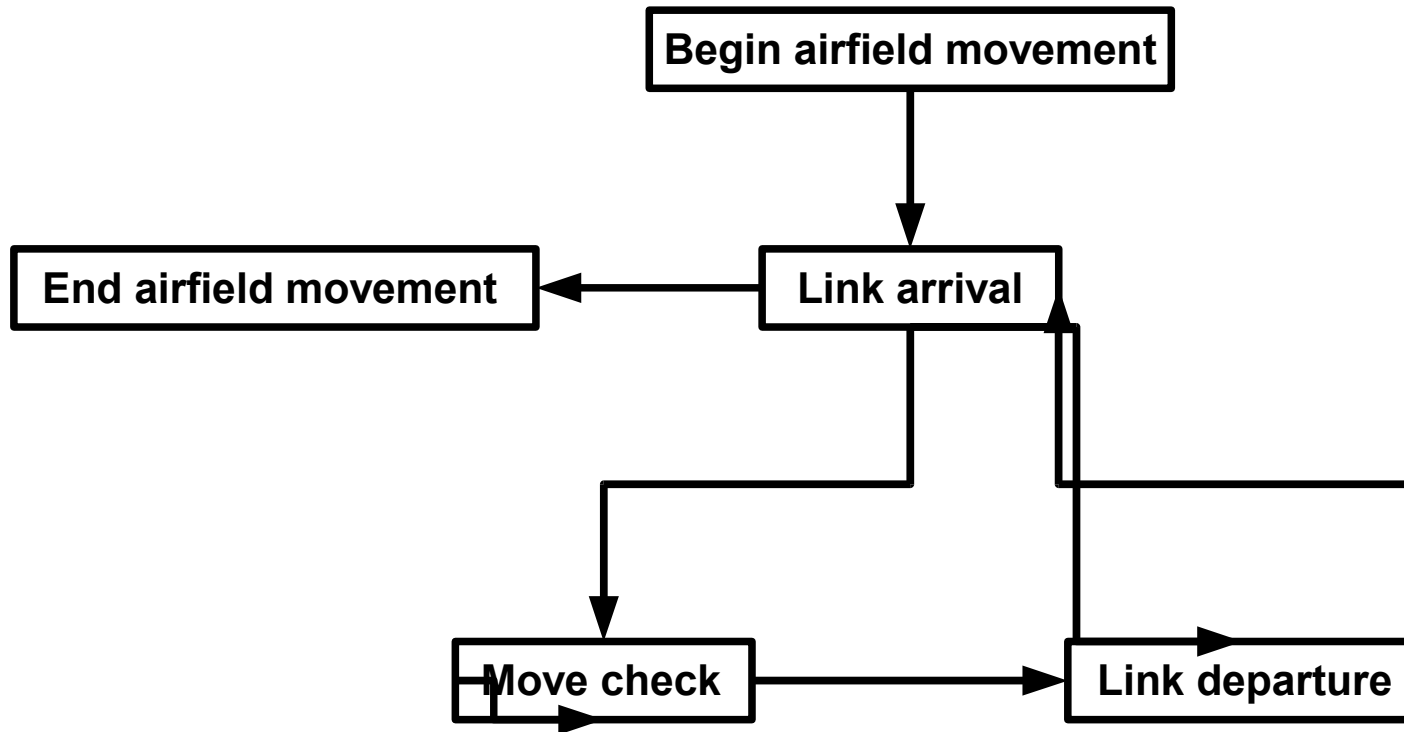 Begin airfield movement
End airfield movement
Link arrival
Move check
Link departure